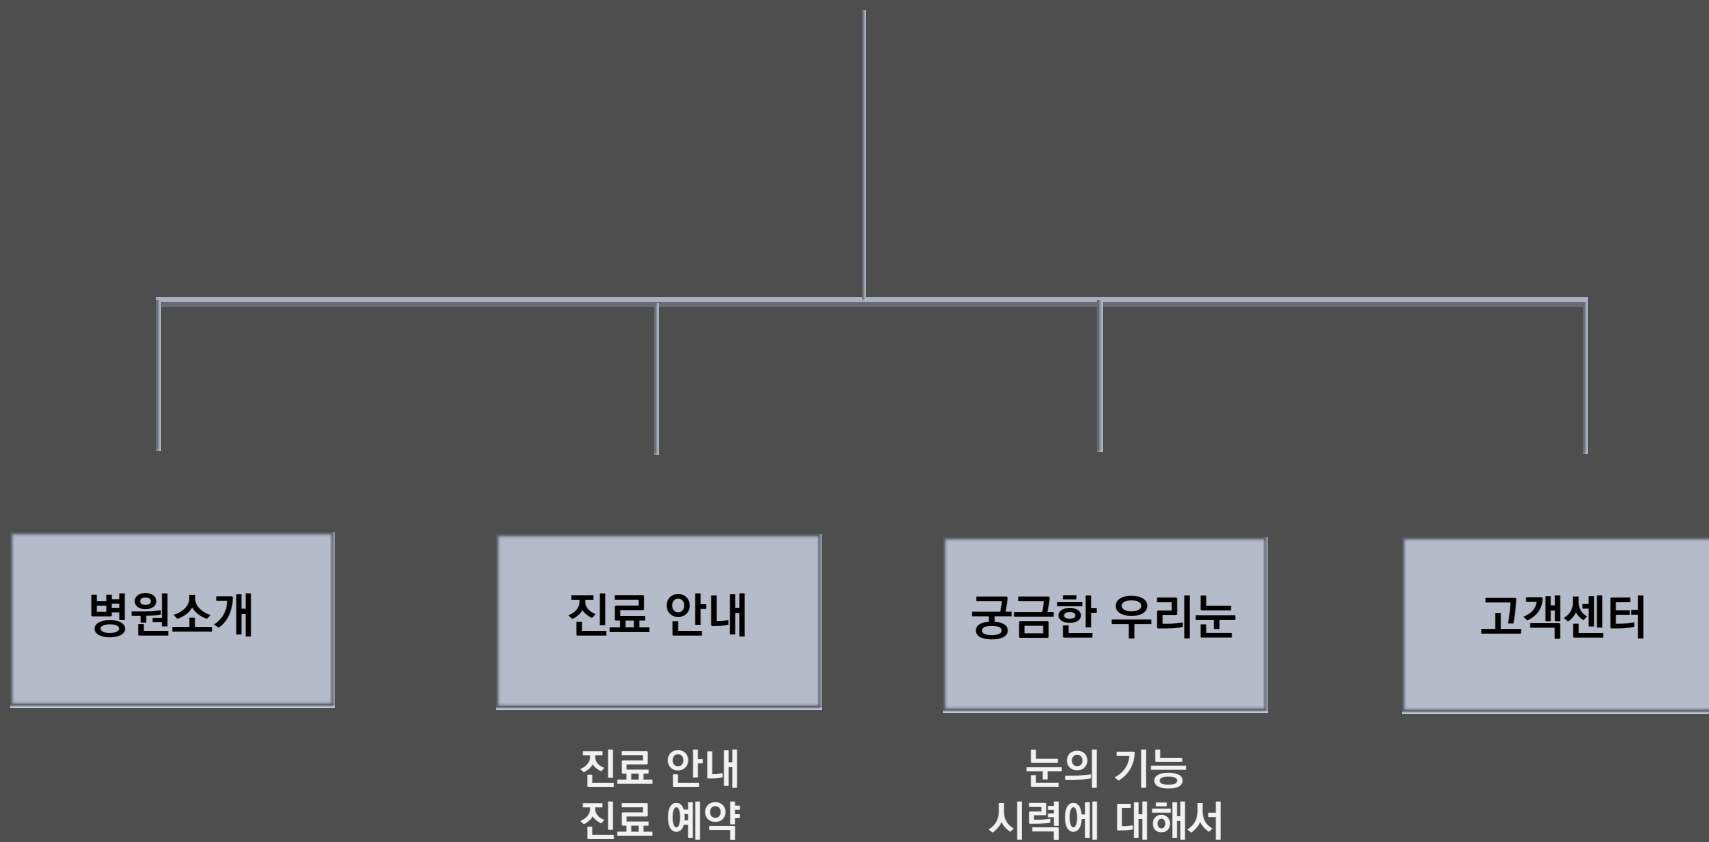 병원소개
진료 안내
궁금한 우리눈
고객센터
진료 안내
진료 예약
눈의 기능
시력에 대해서